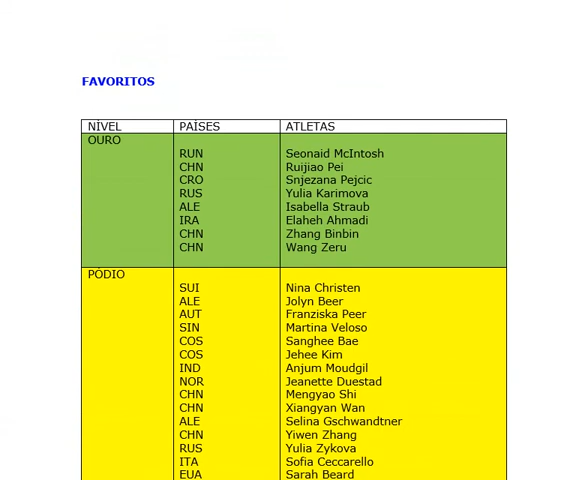 FAVORITOS
NÍVEL PAÍSES ATLETAS
OURO
RUN Seonaid McIntosh
CHN Ruijiao Pei
CRO Snjezana Pejcic
RUS Yulia Karimova
ALE Isabella Straub
IRA Elaheh Ahmadi
CHN Zhang Binbin
CHN Wang Zeru
PÓDIO
SUI Nina Christen
ALE Jolyn Beer
AUT Franziska Peer
SIN Martina Veloso
COS Sanghee Bae
COS Jehee Kim
IND Anjum Moudgil
NOR Jeanette Duestad
CHN Mengyao Shi
CHN Xiangyan Wan
ALE Selina Gschwandtner
CHN Yiwen Zhang
RUS Yulia Zykova
ITA Sofia Ceccarello
EUA Sarah Beard